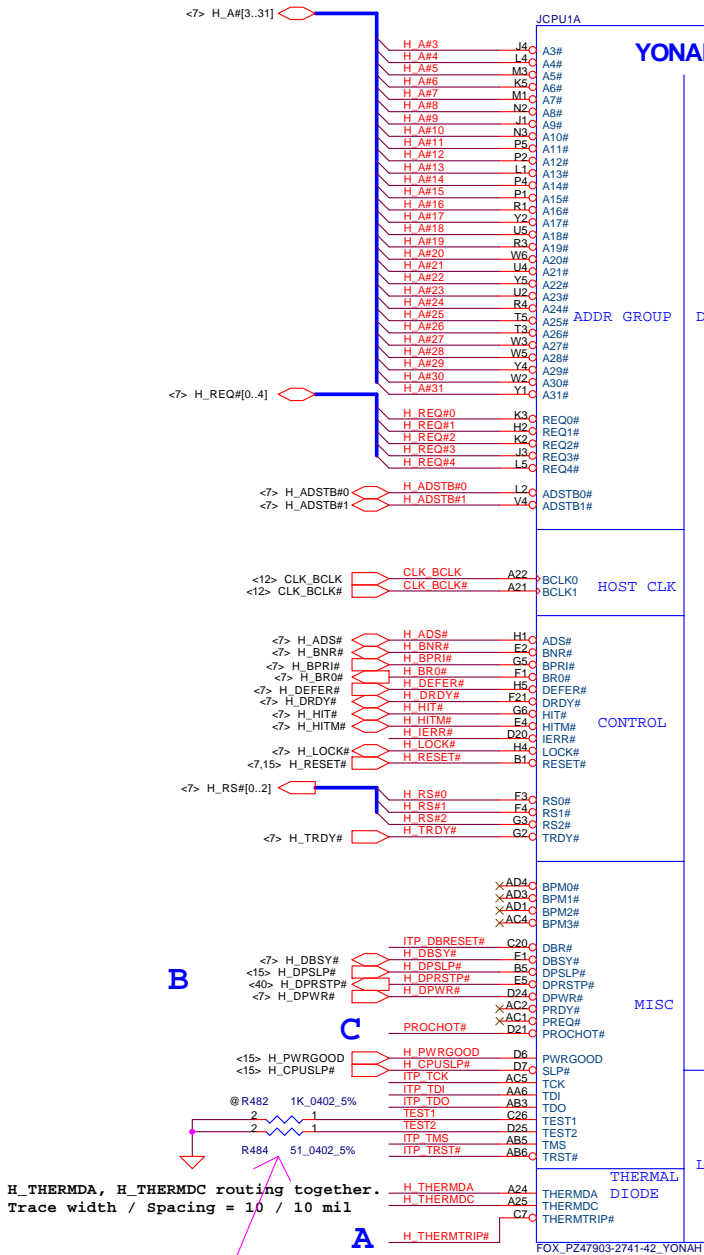 JCPU1A
<7> H_A#[3..31]
YONA
H_A#3 J4 A3#
H_A#4 L4 A4#
H_A#5 M3 A5#
H_A#6 K5 A6#
H_A#7 M1 A7#
H_A#8 N2 A8#
H_A#9 J1 A9#
H_A#10 N3 A10#
H_A#11 P5 A11#
H_A#12 P2 A12#
H_A#13 L1 A13#
H_A#14 P4 A14#
H_A#15 P1 A15#
H_A#16 R1 A16#
H_A#17 Y2 A17#
H_A#18 U5 A18#
H_A#19 R3 A19#
H_A#20 W6 A20#
H_A#21 U4 A21#
H_A#22 Y5 A22#
H_A#23 U2 A23#
H_A#24 R4 A24#
H_A#25 T5 A25# ADDR GROUP D
H_A#26 T3 A26#
H_A#27 W3 A27#
H_A#28 W5 A28#
H_A#29 Y4 A29#
H_A#30 W2 A30#
H_A#31 Y1 A31#
<7> H_REQ#[0..4]
H_REQ#0 K3 REQ0#
H_REQ#1 H2 REQ1#
H_REQ#2 K2 REQ2#
H_REQ#3 J3 REQ3#
H_REQ#4 L5 REQ4#
<7> H_ADSTB#0 H_ADSTB#0 L2 ADSTB0#
<7> H_ADSTB#1 H_ADSTB#1 V4 ADSTB1#
<12> CLK_BCLK CLK_BCLK A22 BCLK0 HOST CLK
<12> CLK_BCLK# CLK_BCLK# A21 BCLK1
<7> H_ADS# H_ADS# H1 ADS#
<7> H_BNR# H_BNR# E2 BNR#
<7> H_BPRI# H_BPRI# G5 BPRI#
<7> H_BR0# H_BR0# F1 BR0#
<7> H_DEFER# H_DEFER# H5 DEFER#
<7> H_DRDY# H_DRDY# F21 DRDY#
<7> H_HIT# H_HIT# G6 HIT#
<7> H_HITM# H_HITM# E4 HITM# CONTROL
H_IERR# D20 IERR#
<7> H_LOCK# H_LOCK# H4 LOCK#
<7,15> H_RESET# H_RESET# B1 RESET#
<7> H_RS#[0..2]
H_RS#0 F3 RS0#
H_RS#1 F4 RS1#
H_RS#2 G3 RS2#
<7> H_TRDY# H_TRDY# G2 TRDY#
AD4 BPM0#
AD3 BPM1#
AD1 BPM2#
AC4 BPM3#
ITP_DBRESET# C20 DBR#
<7> H_DBSY# H_DBSY# E1 DBSY#
<15> H_DPSLP# H_DPSLP# B5 DPSLP#
B
<40> H_DPRSTP# H_DPRSTP# E5 DPRSTP#
<7> H_DPWR# H_DPWR# D24 DPWR#
MISC
AC2 PRDY#
AC1 PREQ#
C
PROCHOT# D21 PROCHOT#
<15> H_PWRGOOD H_PWRGOOD D6 PWRGOOD
<15> H_CPUSLP# H_CPUSLP# D7 SLP#
ITP_TCK AC5 TCK
ITP_TDI AA6 TDI
ITP_TDO AB3 TDO
@ R482 1K_0402_5%
2 1 TEST1 C26 TEST1
2 1 TEST2 D25 TEST2
R484 51_0402_5%
ITP_TMS AB5 TMS
ITP_TRST# AB6 TRST#
L
H_THERMDA, H_THERMDC routing together.
Trace width / Spacing = 10 / 10 mil
THERMAL
DIODE
H_THERMDA A24 THERMDA
H_THERMDC A25 THERMDC
C7 THERMTRIP#
A
H_THERMTRIP#
FOX_PZ47903-2741-42_YONAH